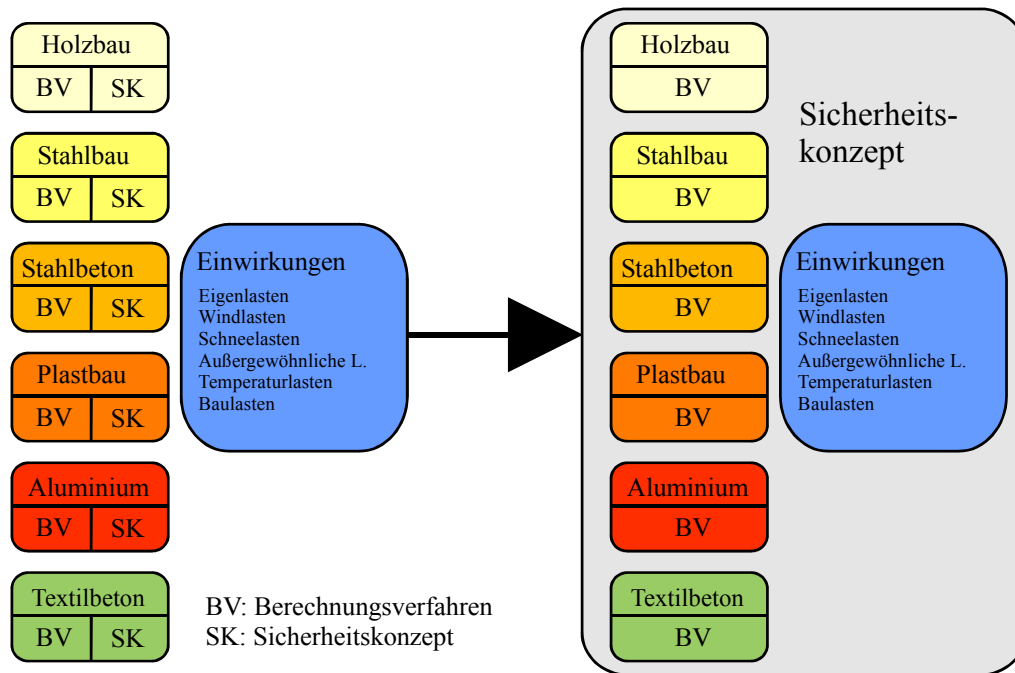 Holzbau
BV SK
Stahlbau
BV SK
Stahlbeton
BV SK
Plastbau
BV SK
Aluminium
BV SK
Textilbeton
BV SK
Einwirkungen
Eigenlasten
Windlasten
Schneelasten
Außergewöhnliche L.
Temperaturlasten
Baulasten
BV: Berechnungsverfahren
SK: Sicherheitskonzept
Holzbau
BV
Stahlbau
BV
Stahlbeton
BV
Plastbau
BV
Aluminium
BV
Textilbeton
BV
Sicherheits-
konzept
Einwirkungen
Eigenlasten
Windlasten
Schneelasten
Außergewöhnliche L.
Temperaturlasten
Baulasten